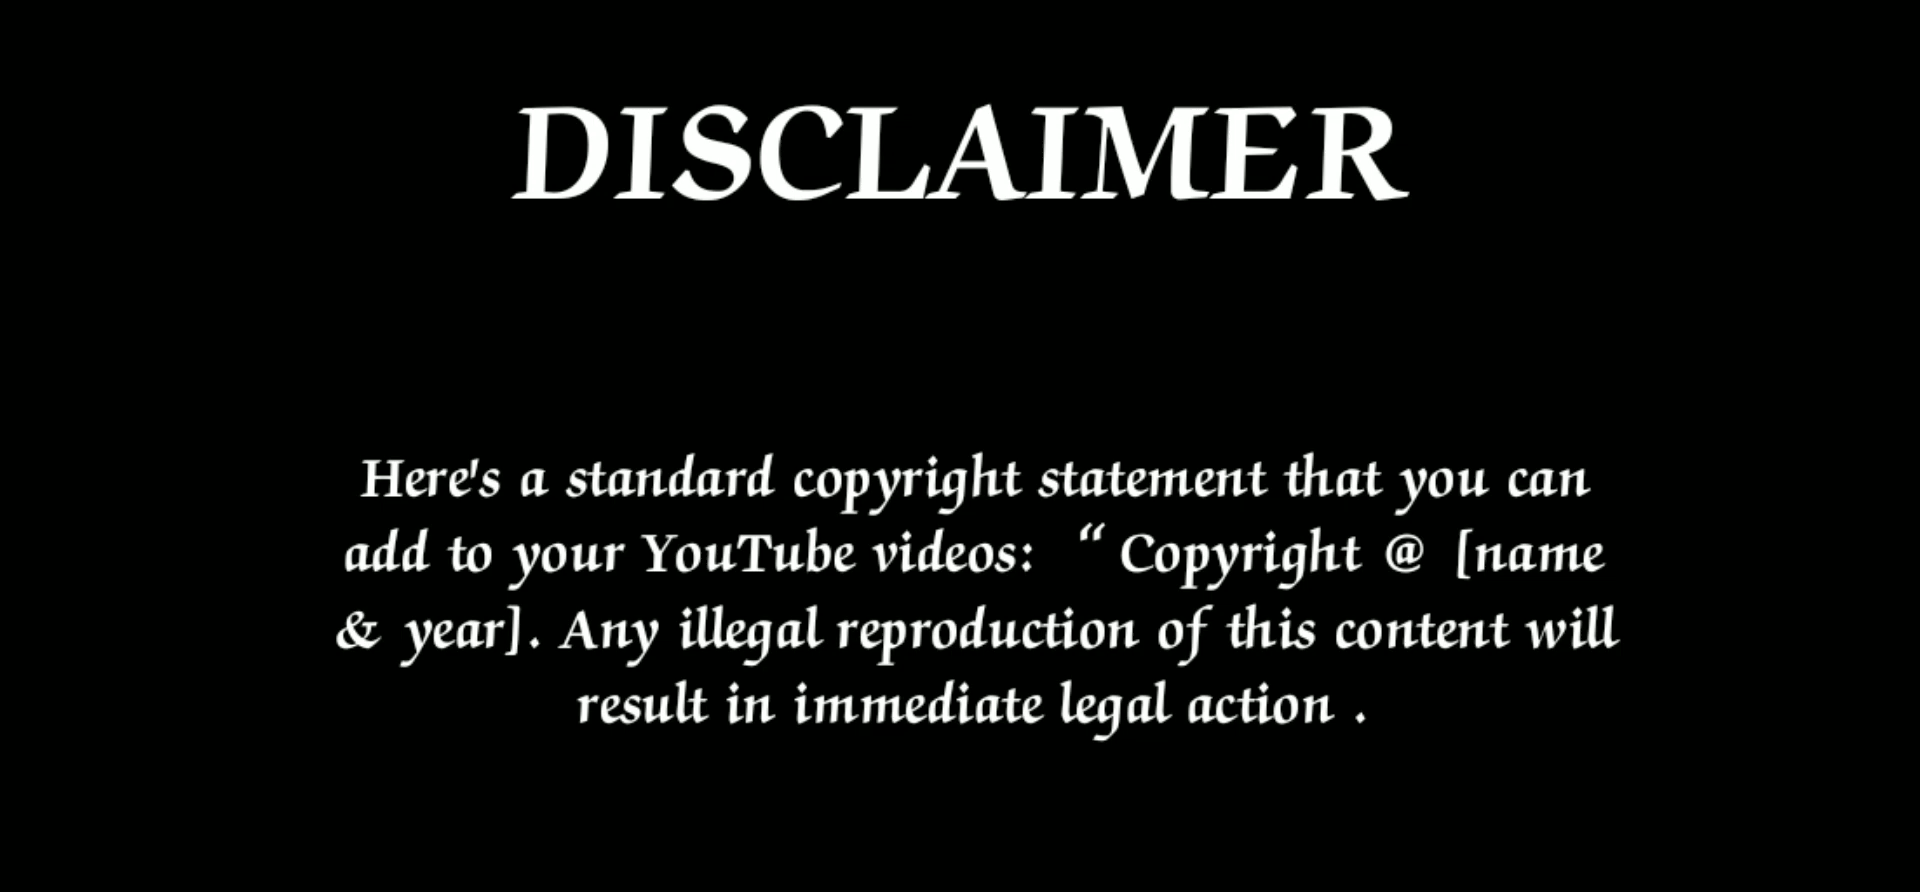 DISCLAIMER
Here's a standard copyright statement that you can
add to your YouTube videos: “ Copyright @ [name
& year]. Any illegal reproduction of this content will
result in immediate legal action .